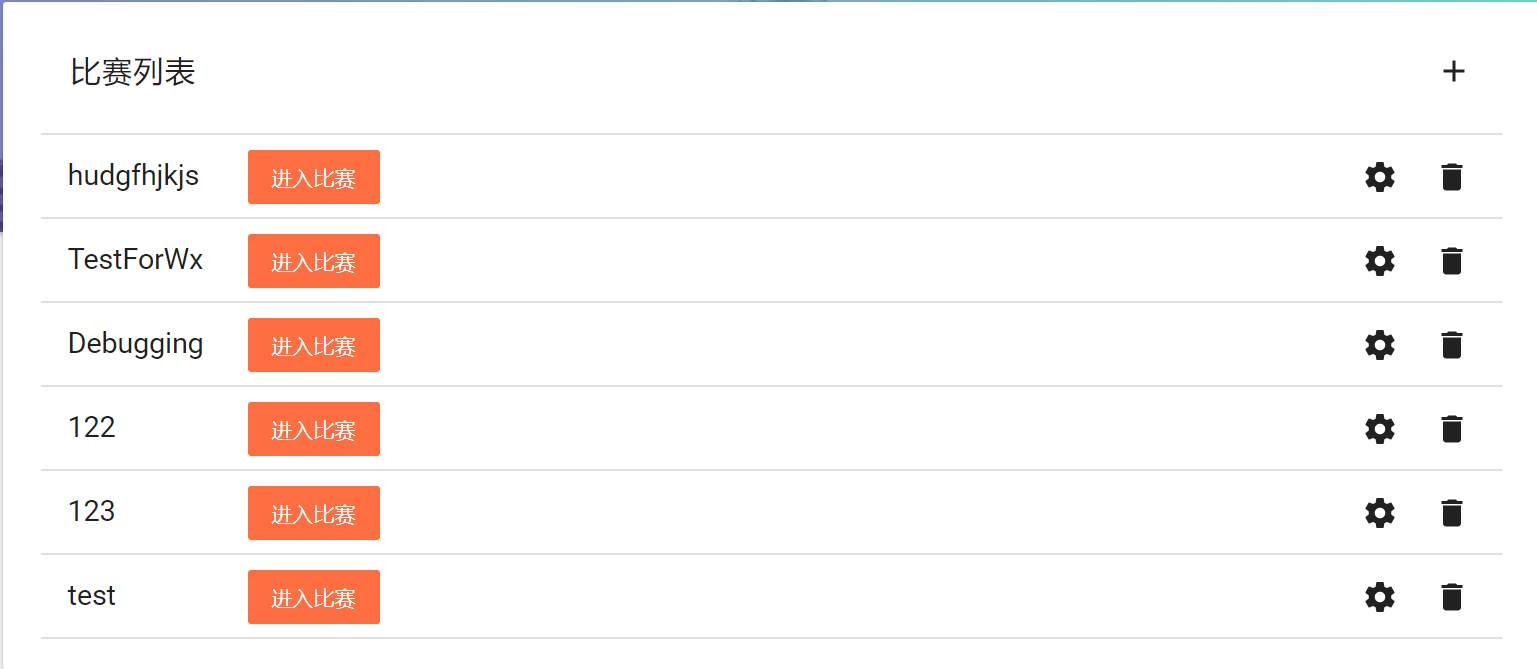 比赛列表
hudgfhjkjs 进入比赛
TestForWx 进入比赛
Debugging 进入比赛
122 进入比赛
123 进入比赛
test 进入比赛